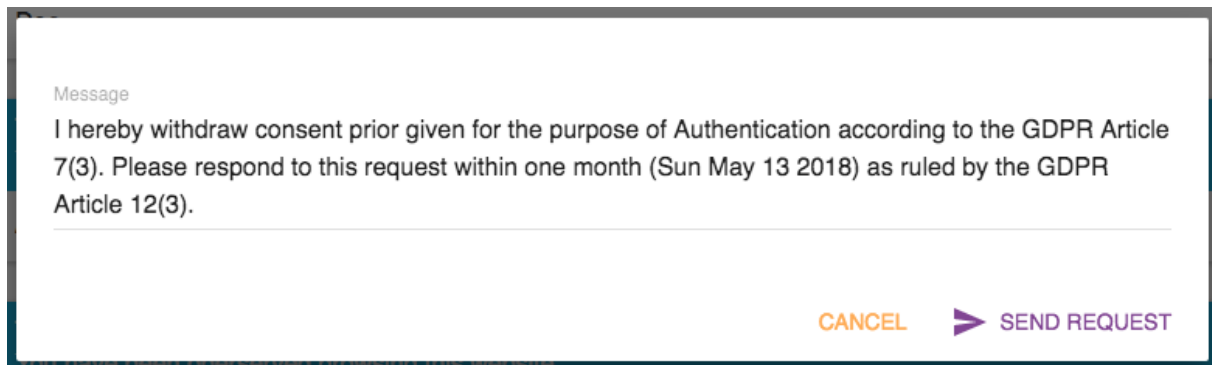 Message
I hereby withdraw consent prior given for the purpose of Authentication according to the GDPR Article
7(3). Please respond to this request within one month (Sun May 13 2018) as ruled by the GDPR
Article 12(3).
CANCEL SEND REQUEST